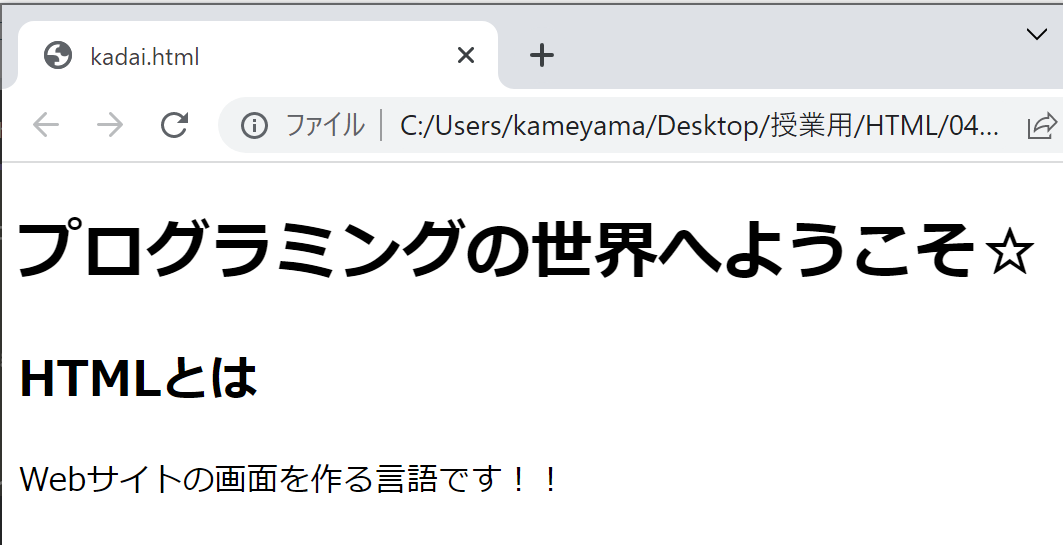 kadai.html
ファイル C:/Users/kameyama/Desktop/授業用/HTML/04...
プログラミングの世界へようこそ☆
HTMLとは
Webサイトの画面を作る言語です！！